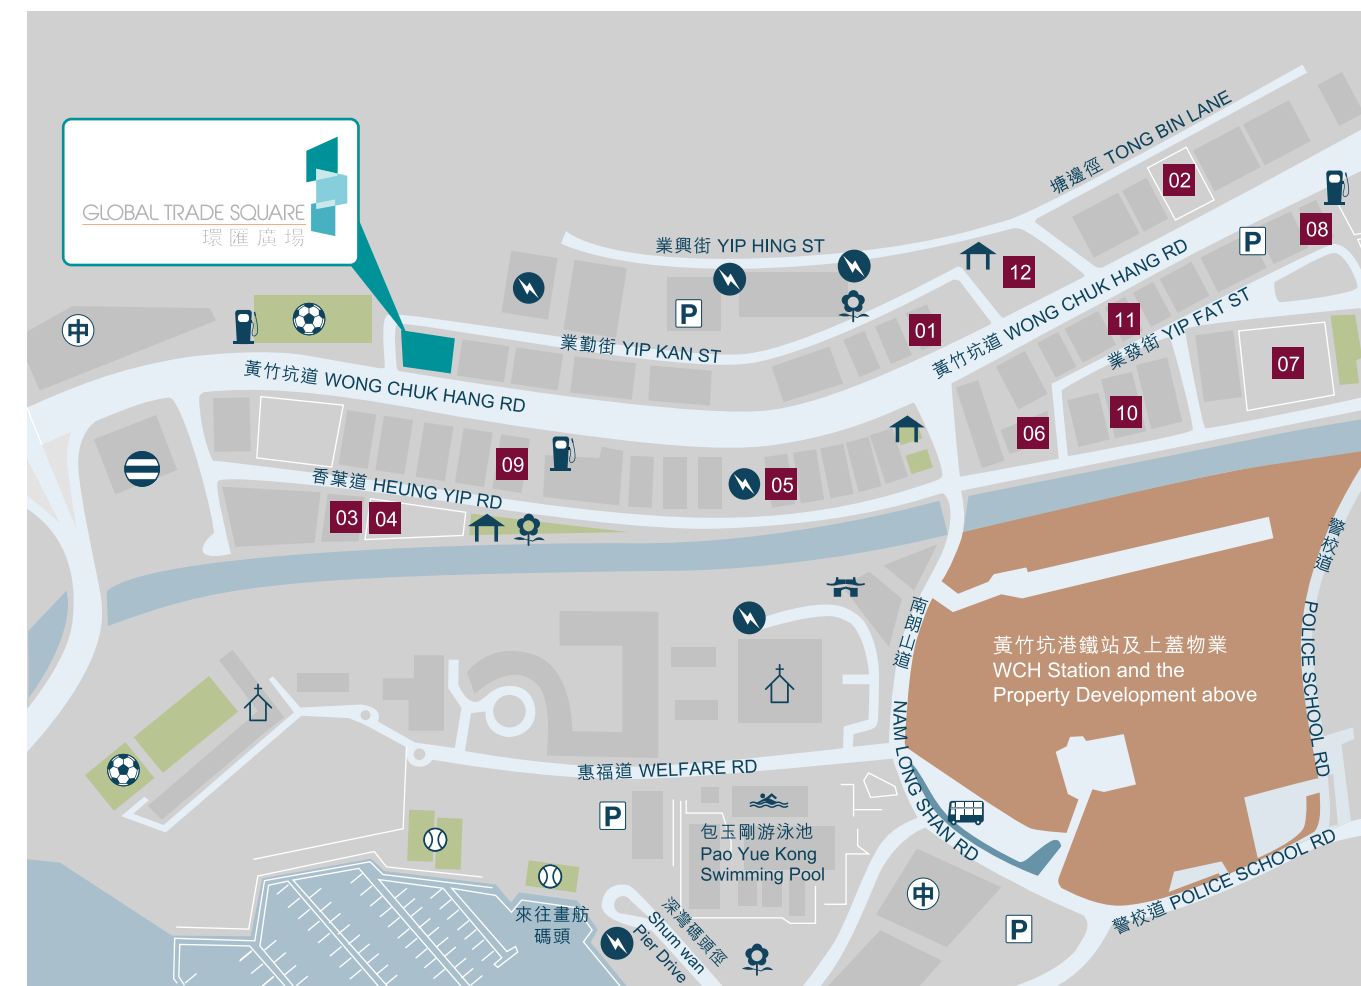 塘邊徑 TONG BIN LANE
02
GLOBAL TRADE SQUARE
環匯廣場
業興街 YIP HING ST
P
08
12
P
01
黃竹坑道 WONG CHUK HANG RD
11
業發街 YIP FAT ST
中
業勤街 YIP KAN ST
07
黃竹坑道 WONG CHUK HANG RD
10
06
09
05
香葉道 HEUNG YIP RD
03
04
警校道 POLICE SCHOOL RD
南朗山道 NAM LONG SHAN RD
黃竹坑港鐵站及上蓋物業
WCH Station and the
Property Development above
惠福道 WELFARE RD
P
包玉剛游泳池
Pao Yue Kong
Swimming Pool
中
警校道 POLICE SCHOOL RD
來往畫舫
碼頭
深灣碼頭徑
Shum wan
Pier Drive
P